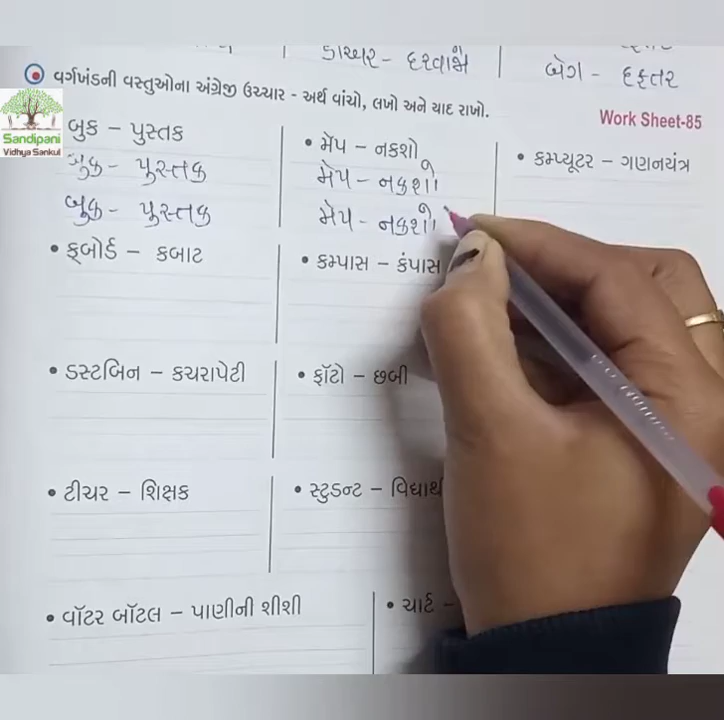 કાચાર - દરવાજો
બેગ - દફતર
વર્ગખંડની વસ્તુઓના અંગ્રેજી ઉચ્ચાર - અર્થ વાંચો, લખો અને યાદ રાખો.
Work Sheet-85
Sandipani
Vidhya Sankul
બુક – પુસ્તક
બુક - પુસ્તક
બુક - પુસ્તક
• મૅપ – નકશો
મૅપ - નકશો
મૅપ - નકશો
• કમ્પ્યૂટર – ગણનયંત્ર
• કબોર્ડ – કબાટ
• કમ્પાસ – કંપાસ
• ડસ્ટબિન – કચરાપેટી
• ફૉટો – છબી
• ટીચર – શિક્ષક
• સ્ટુડન્ટ –
• વૉટર બૉટલ – પાણીની શીશી
• ચાર્ટ –